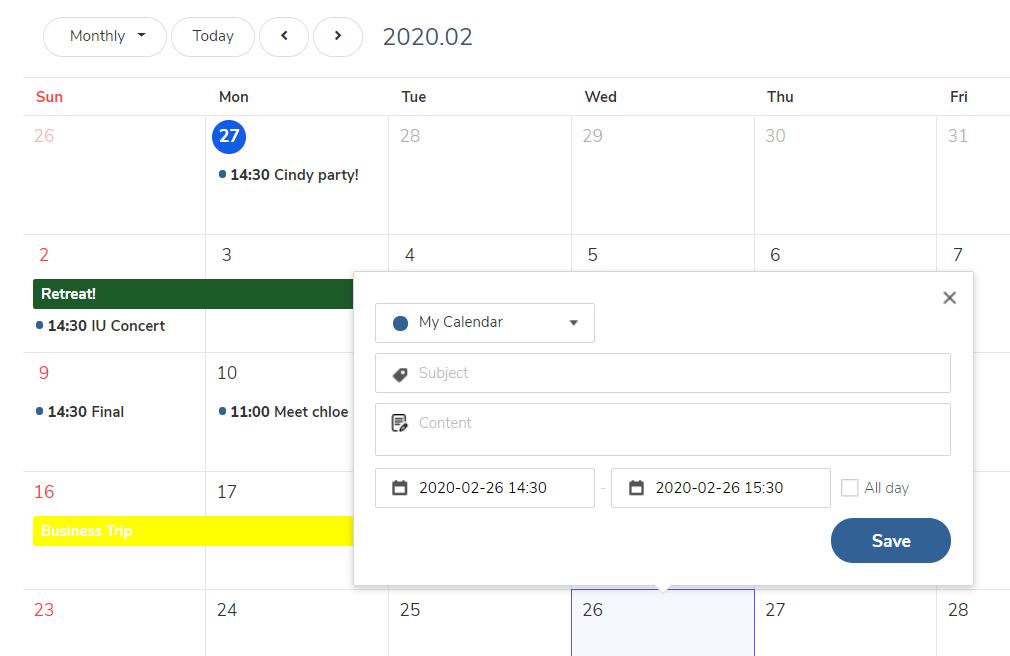 Monthly Today 2020.02
Sun Mon Tue Wed Thu Fri
26 27 28 29 30 31
14:30 Cindy party!
2 3 4 5 6 7
Retreat!
14:30 IU Concert
My Calendar
Subject
9 10
14:30 Final 11:00 Meet chloe
Content
16 17
2020-02-26 14:30 - 2020-02-26 15:30 All day
Business Trip
Save
23 24 25 26 27 28